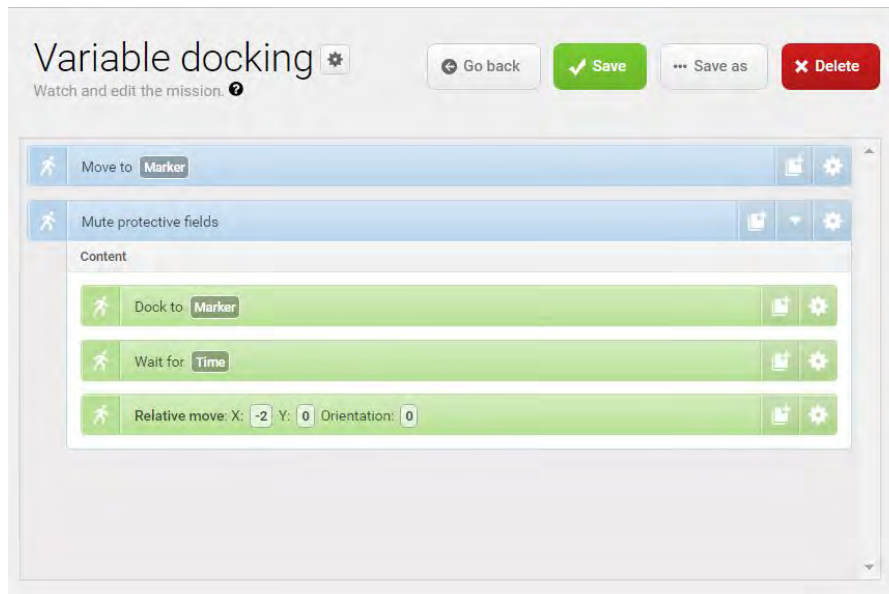 Variable docking
Go back
Save
Save as
Delete
Watch and edit the mission.
Move to Marker
Mute protective fields
Content
Dock to Marker
Wait for Time
Relative move: X: -2 Y: 0 Orientation: 0